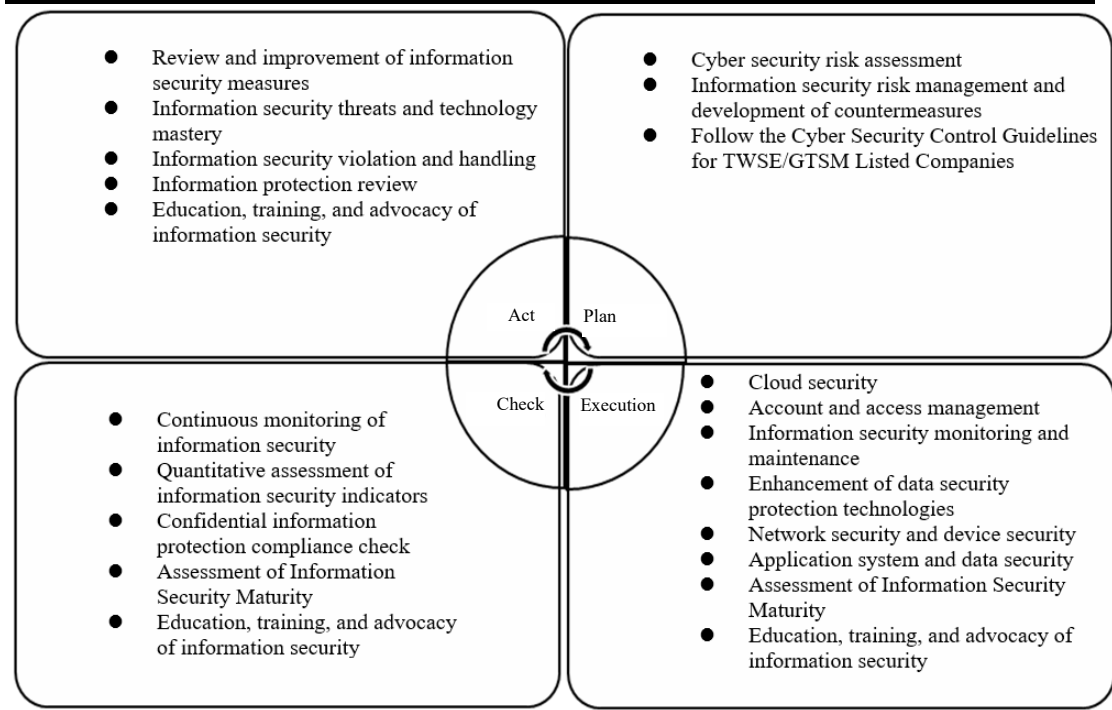 ● Review and improvement of information
security measures
● Information security threats and technology
mastery
● Information security violation and handling
● Information protection review
● Education, training, and advocacy of
information security
● Cyber security risk assessment
● Information security risk management and
development of countermeasures
● Follow the Cyber Security Control Guidelines
for TWSE/GTSM Listed Companies
Act
Plan
Check
Execution
● Continuous monitoring of
information security
● Quantitative assessment of
information security indicators
● Confidential information
protection compliance check
● Assessment of Information
Security Maturity
● Education, training, and advocacy
of information security
● Cloud security
● Account and access management
● Information security monitoring and
maintenance
● Enhancement of data security
protection technologies
● Network security and device security
● Application system and data security
● Assessment of Information Security
Maturity
● Education, training, and advocacy of
information security